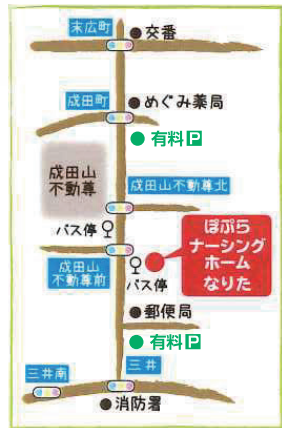 末広町
交番
成田町
めぐみ薬局
有料P
成田山
不動尊
成田山不動尊北
バス停
ぽぷら
ナーシング
ホーム
なりた
成田山
不動尊前
バス停
郵便局
有料P
三井南
三井
消防署